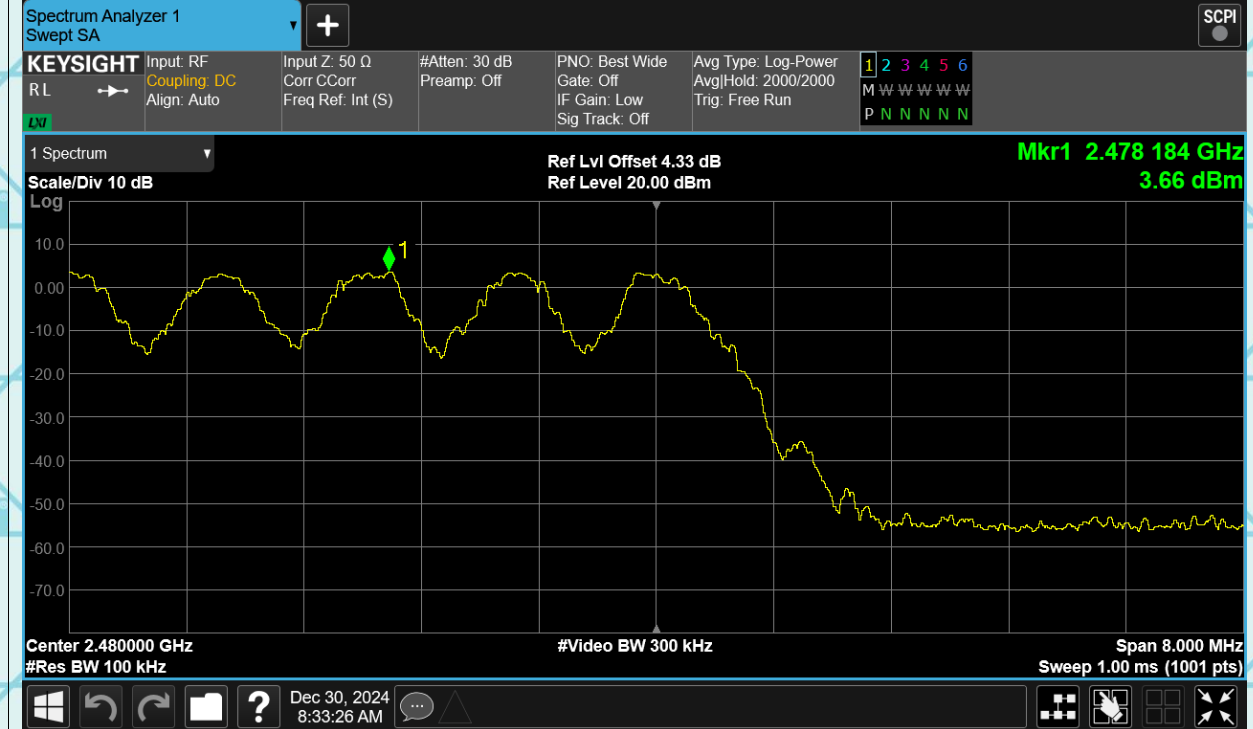 Spectrum Analyzer 1
Swept SA
+
SCPI
KEYSIGHT
R L
LXI
Input: RF
Coupling: DC
Align: Auto
Input Z: 50 Ω
Corr CCorr
Freq Ref: Int (S)
#Atten: 30 dB
Preamp: Off
PNO: Best Wide
Gate: Off
IF Gain: Low
Sig Track: Off
Avg Type: Log-Power
Avg|Hold: 2000/2000
Trig: Free Run
1 2 3 4 5 6
M W W W W W
P N N N N N
1 Spectrum
Scale/Div 10 dB
Log
Ref Lvl Offset 4.33 dB
Ref Level 20.00 dBm
Mkr1 2.478 184 GHz
3.66 dBm
1
10.0
0.00
-10.0
-20.0
-30.0
-40.0
-50.0
-60.0
-70.0
Center 2.480000 GHz
#Res BW 100 kHz
#Video BW 300 kHz
Span 8.000 MHz
Sweep 1.00 ms (1001 pts)
?
Dec 30, 2024
8:33:26 AM